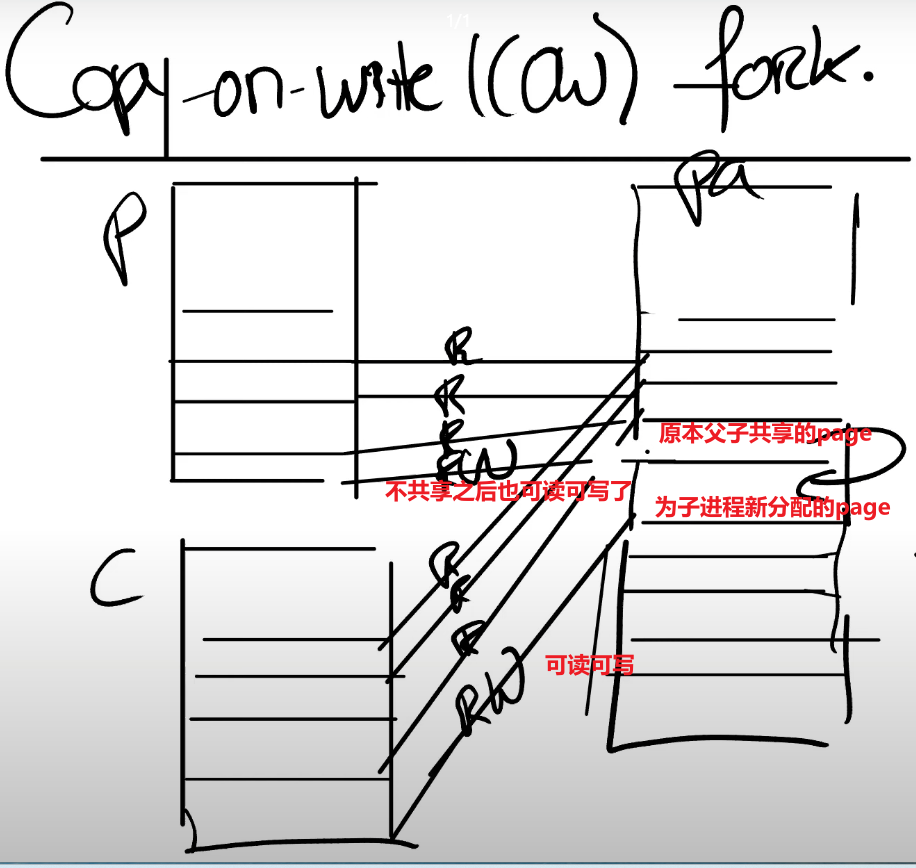 1/1
Copy-on-write (COW) fork.
P
pa
R
R
R
RW
原本父子共享的page
不共享之后也可读可写了
为子进程新分配的page
C
R
R
R
RW
可读可写